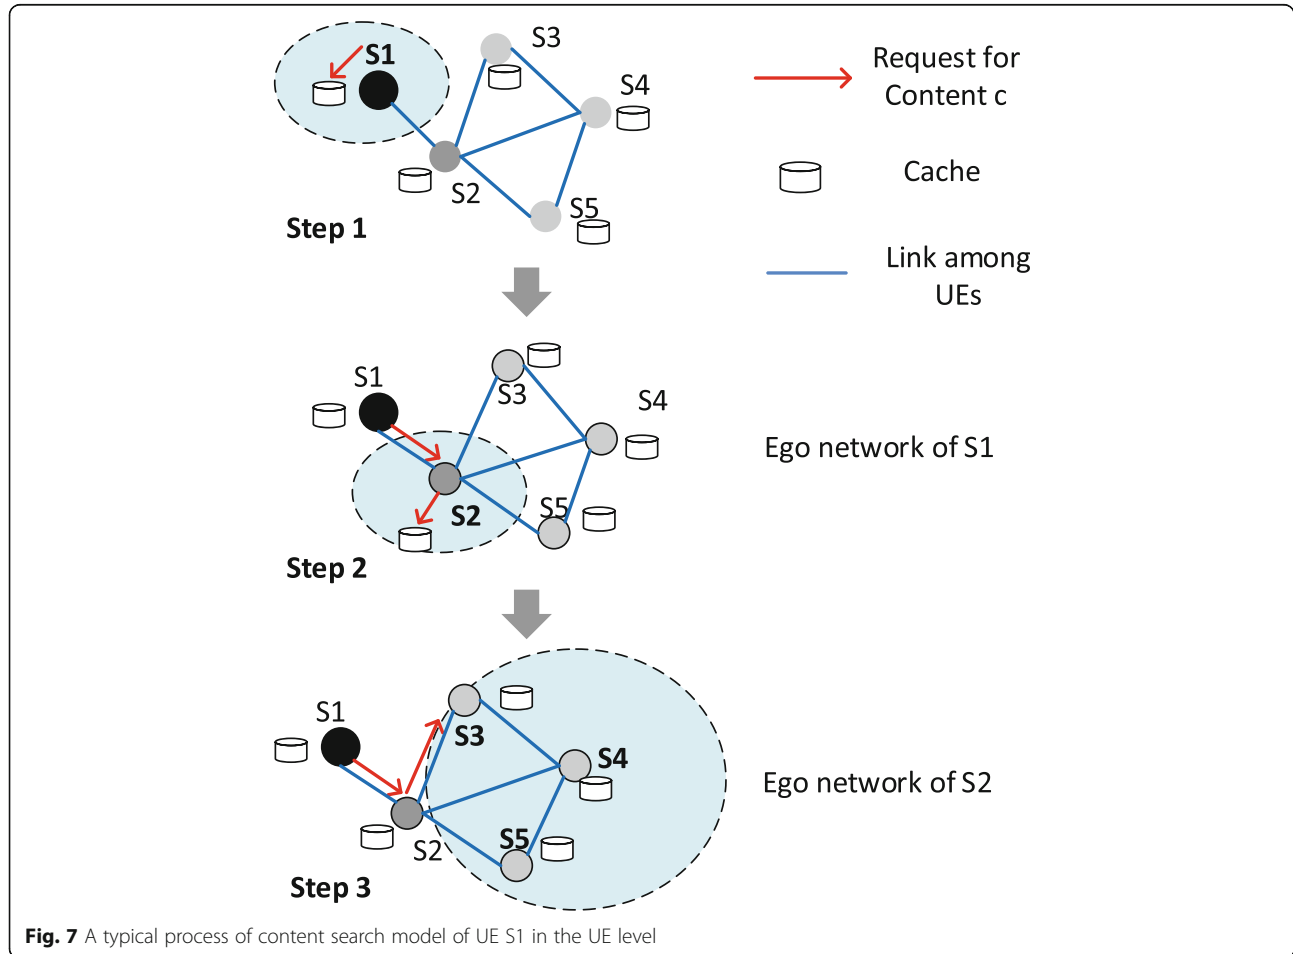 S1
S3
S4
S2
S5
Step 1
Request for
Content c
Cache
Link among
UEs
S1
S3
S4
S2
S5
Step 2
Ego network of S1
S1
S3
S4
S5
S2
Step 3
Ego network of S2
Fig. 7 A typical process of content search model of UE S1 in the UE level